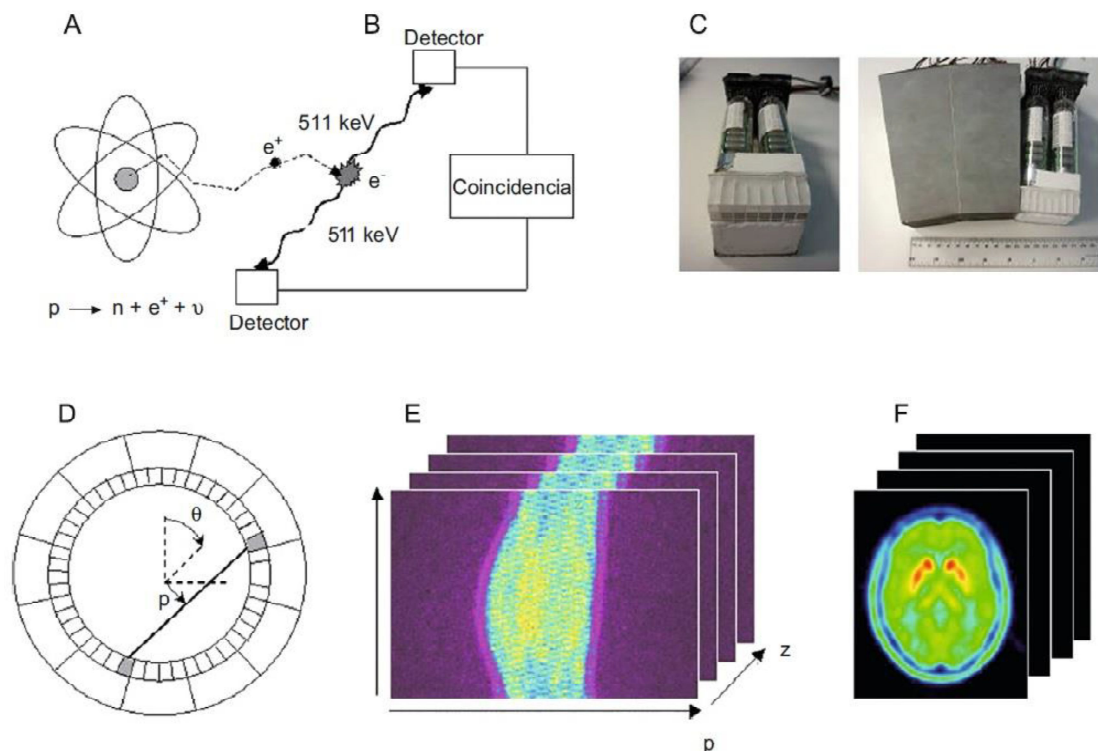 A
B
C
Detector
511 keV
e+
e-
Coincidencia
511 keV
p → n + e+ + υ
Detector
D
E
F
θ
p
z
p